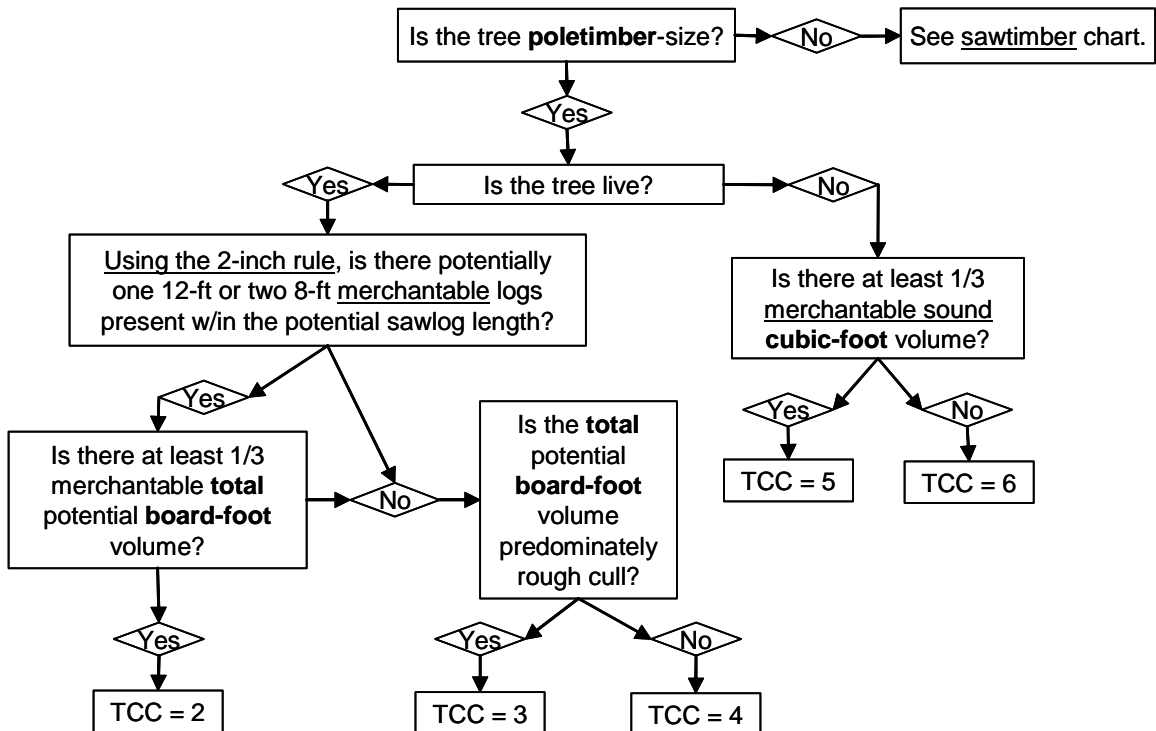 Is the tree poletimber-size?
No
See sawtimber chart.
Yes
Is the tree live?
Yes
No
Using the 2-inch rule, is there potentially
one 12-ft or two 8-ft merchantable logs
present w/in the potential sawlog length?
Is there at least 1/3
merchantable sound
cubic-foot volume?
Yes
No
Is there at least 1/3
merchantable total
potential board-foot
volume?
Is the total
potential
board-foot
volume
predominately
rough cull?
Yes
No
TCC = 5
TCC = 6
Yes
Yes
No
TCC = 2
TCC = 3
TCC = 4